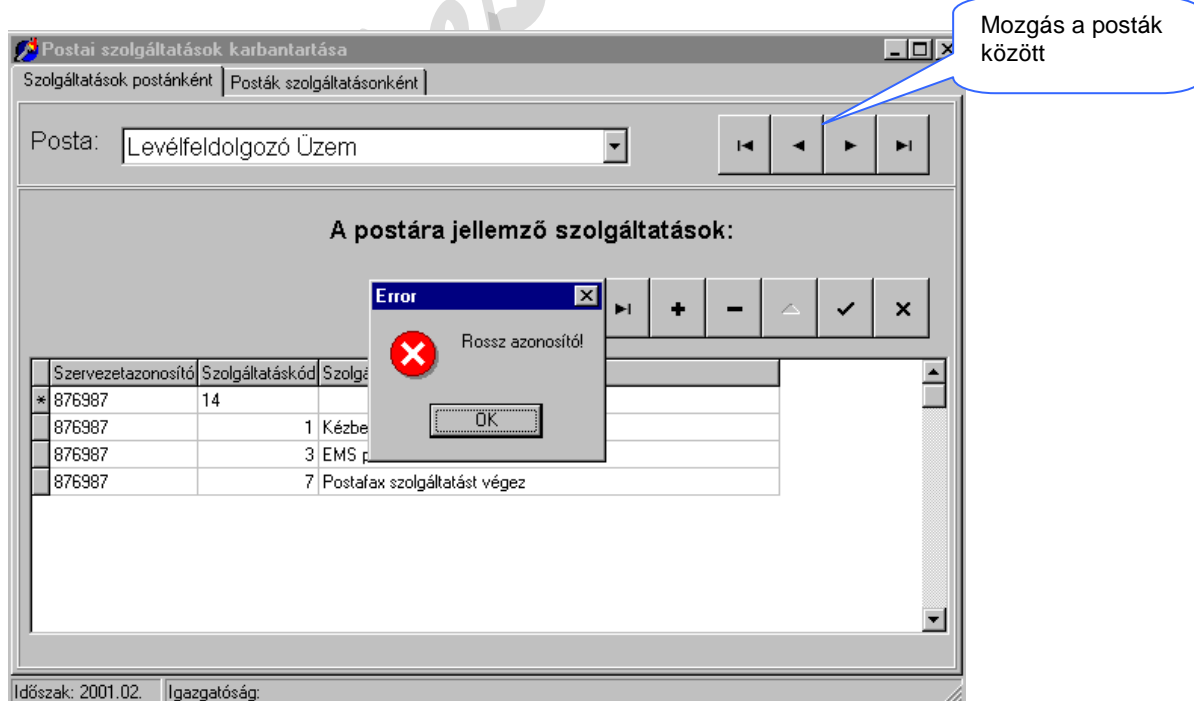 Mozgás a posták
között
Postai szolgáltatások karbantartása
Szolgáltatások postánként Posták szolgáltatásonként
Posta: Levélfeldolgozó Üzem
A postára jellemző szolgáltatások:
Error
Rossz azonosító!
OK
Szervezetazonosító Szolgáltatáskód
* 876987 14
876987 1
876987 3 EMS
876987 7 Postafax szolgáltatást végez
Időszak: 2001.02. Igazgatóság: